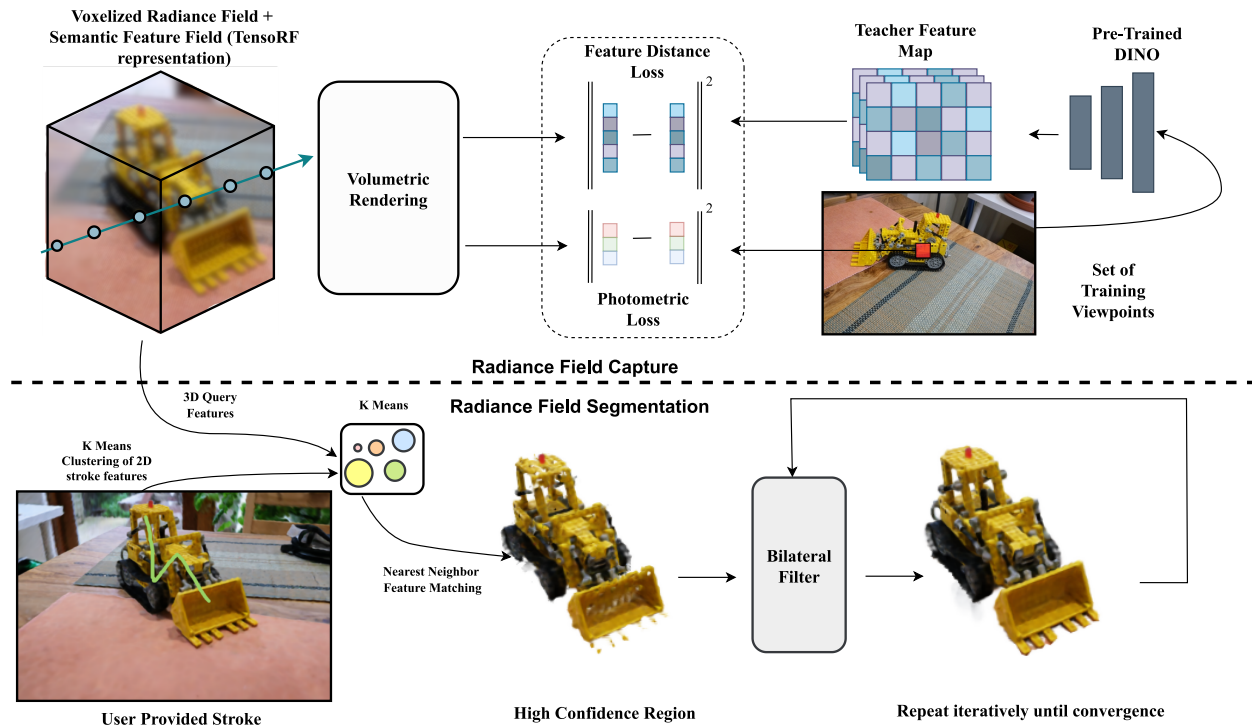 Voxelized Radiance Field +
Semantic Feature Field (TensoRF
representation)
Volumetric
Rendering
Feature Distance
Loss
2
2
Photometric
Loss
Teacher Feature
Map
Pre-Trained
DINO
Set of
Training
Viewpoints
Radiance Field Capture
Radiance Field Segmentation
3D Query
Features
K Means
K Means
Clustering of 2D
stroke features
Nearest Neighbor
Feature Matching
Bilateral
Filter
User Provided Stroke
High Confidence Region
Repeat iteratively until convergence